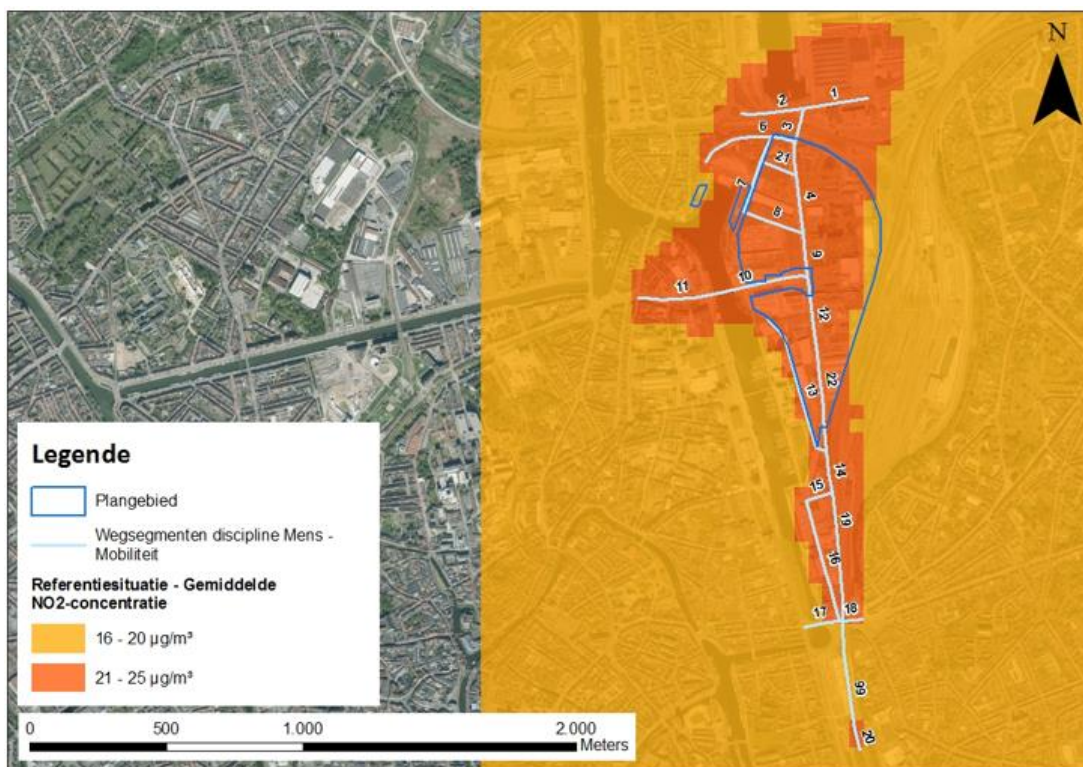 N
1
2
3
6
21
4
7
8
9
10
11
12
22
13
14
15
19
16
17
18
99
20
Legende
Plangebied
Wegsegmenten discipline Mens -
Mobiliteit
Referentiesituatie - Gemiddelde
NO2-concentratie
16 - 20 µg/m³
21 - 25 µg/m³
0 500 1.000 2.000
Meters